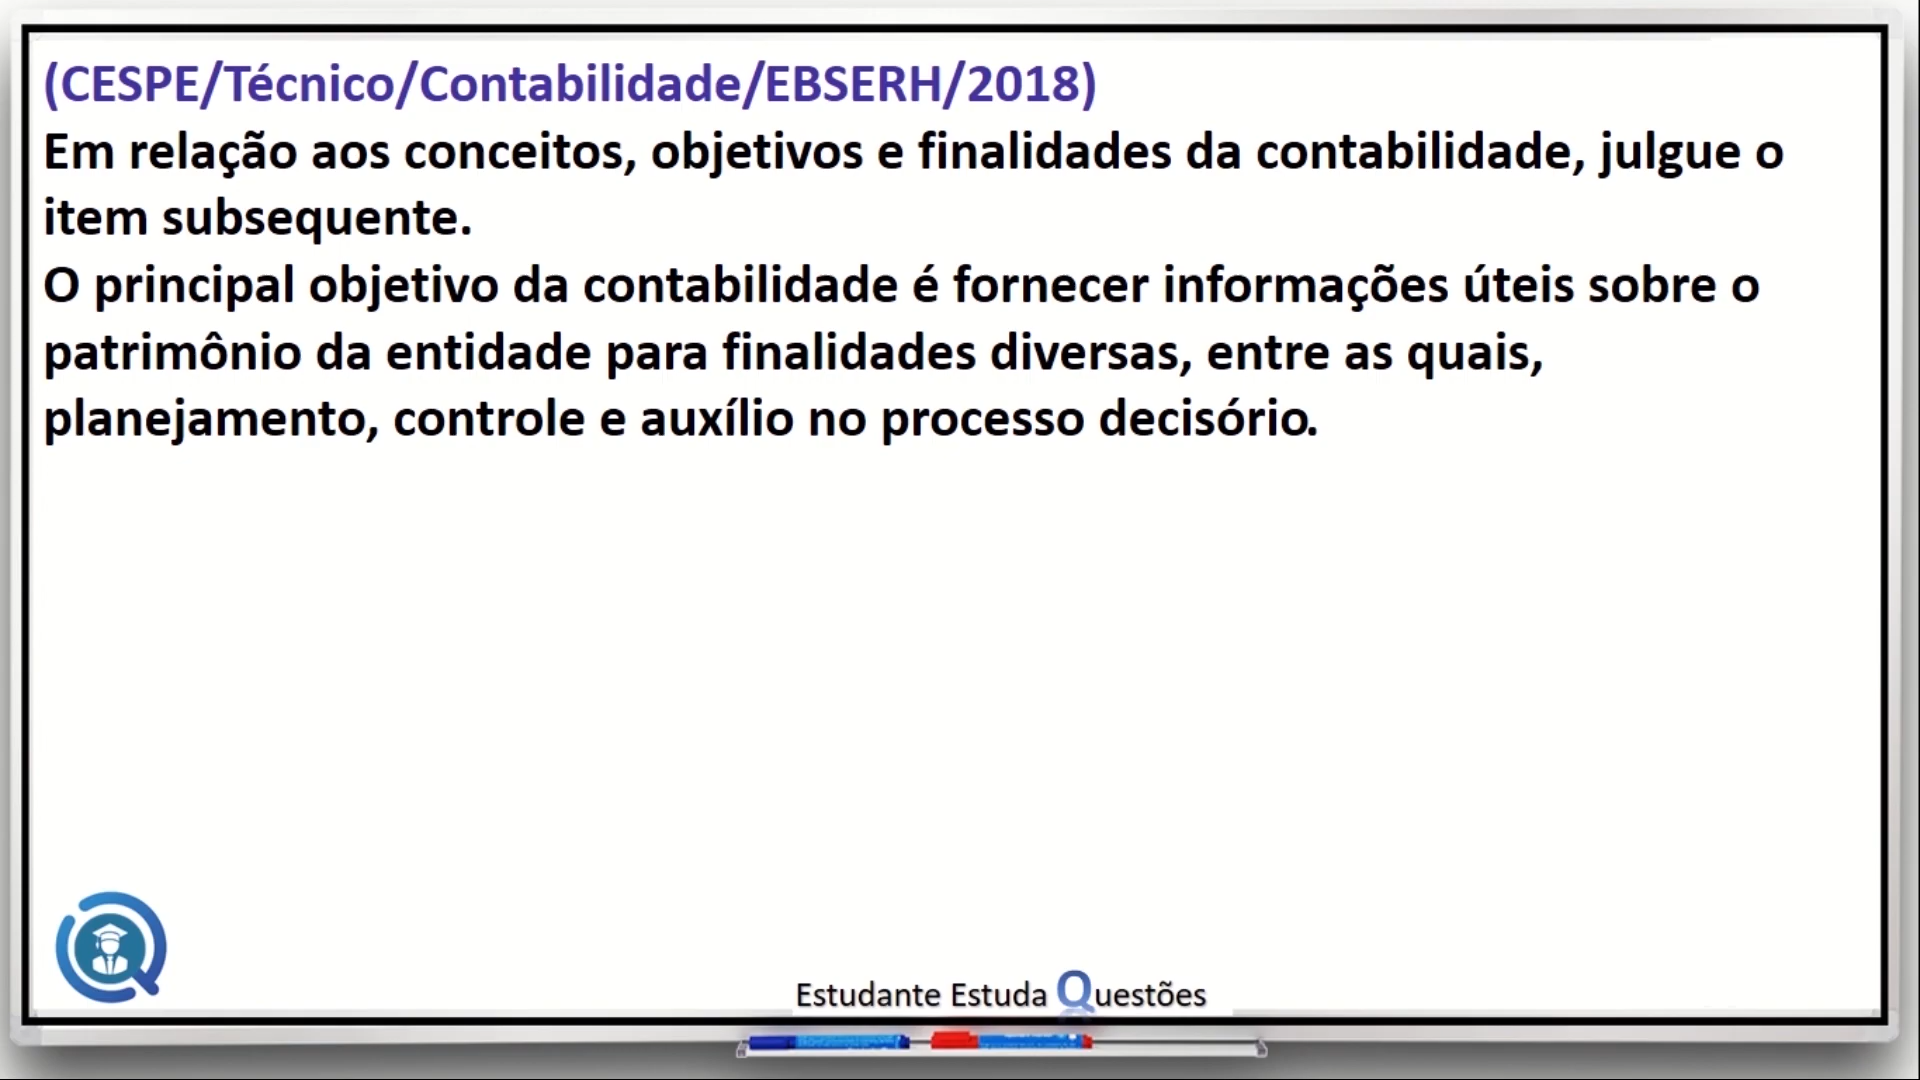 (CESPE/Técnico/Contabilidade/EBSERH/2018)
Em relação aos conceitos, objetivos e finalidades da contabilidade, julgue o
item subsequente.
O principal objetivo da contabilidade é fornecer informações úteis sobre o
patrimônio da entidade para finalidades diversas, entre as quais,
planejamento, controle e auxílio no processo decisório.
Estudante Estuda Questões